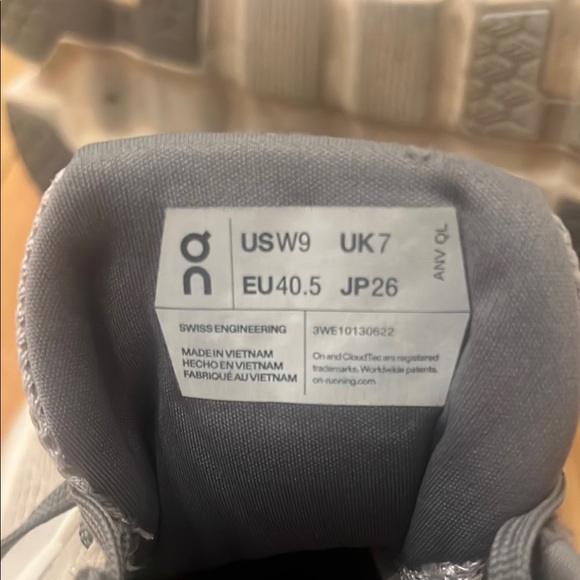 on
USW9 UK7
EU40.5 JP26
ANV QL
SWISS ENGINEERING
3WE10130622
MADE IN VIETNAM
HECHO EN VIETNAM
FABRIQUÉ AU VIETNAM
On and CloudTec are registered
trademarks. Worldwide patents.
on-running.com